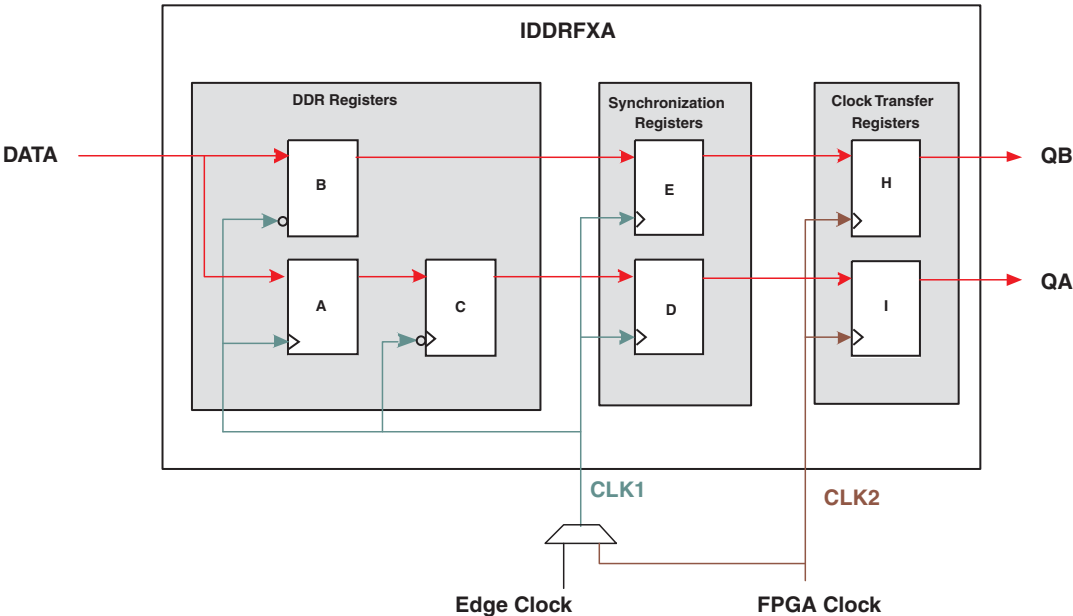 IDDRFXA
DDR Registers
Synchronization
Registers
Clock Transfer
Registers
DATA
B
E
H
QB
A
C
D
I
QA
CLK1
CLK2
Edge Clock
FPGA Clock